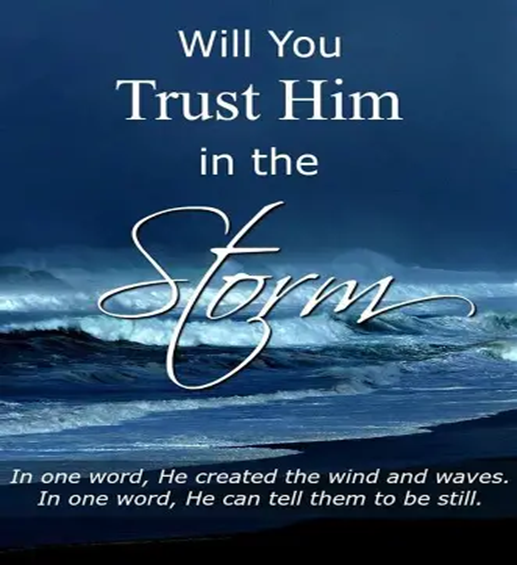 Will You
Trust Him
in the
Storm
In one word, He created the wind and waves.
In one word, He can tell them to be still.